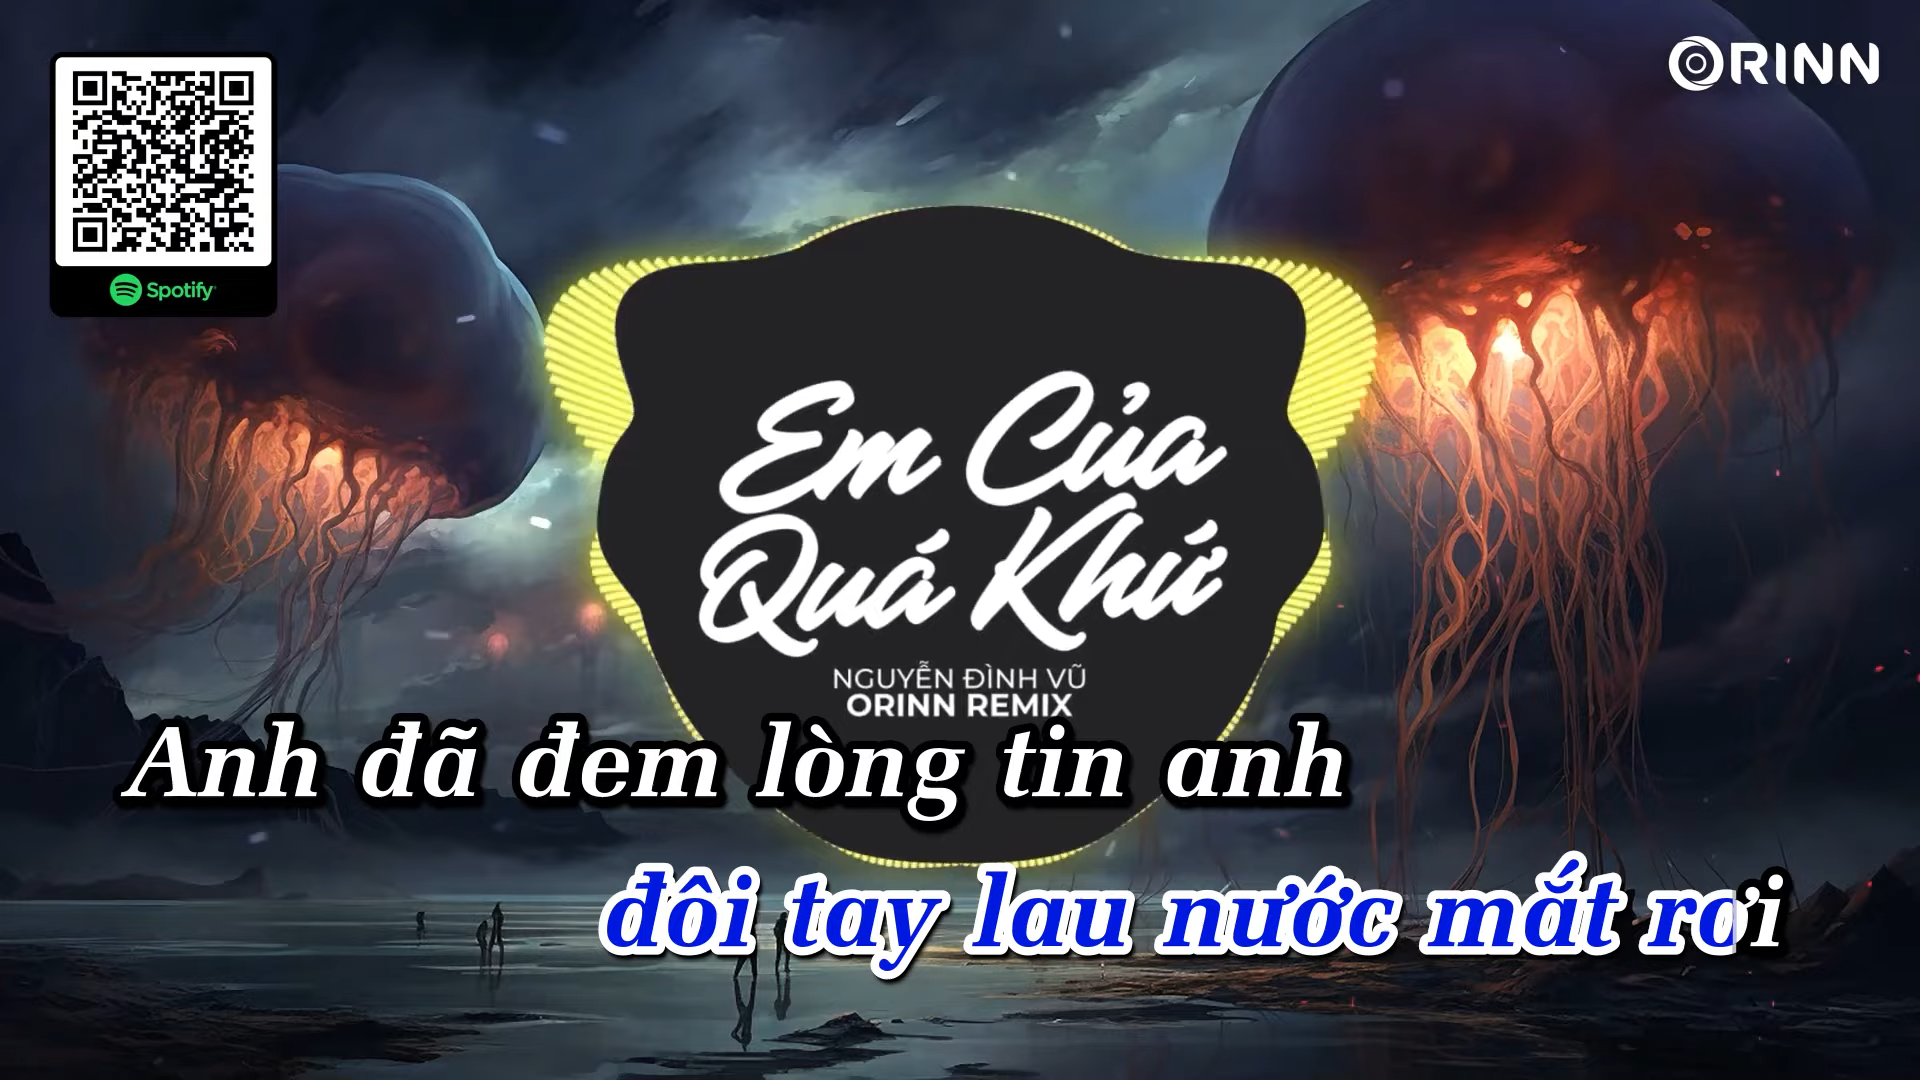 ORINN
Spotify
Em Của
Quá Khứ
NGUYỄN ĐÌNH VŨ
ORINN REMIX
Anh đã đem lòng tin anh
đôi tay lau nước mắt rơi